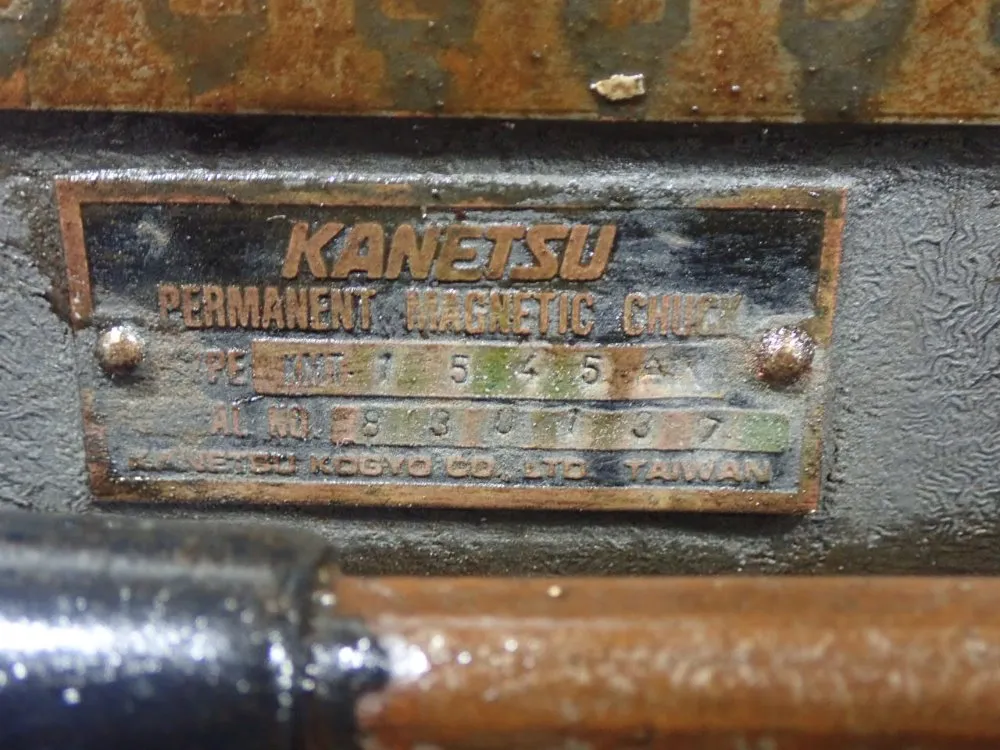 KANETSU
PERMANENT MAGNETIC CHUCK
PE KMT 1545A
AL NO. 830137
KANETSU KOGYO CO., LTD. TAIWAN